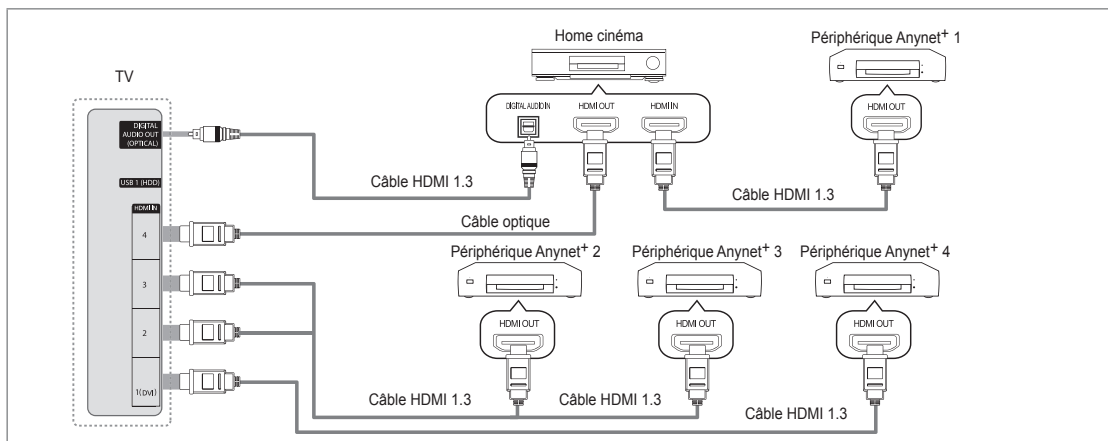 Home cinéma
Périphérique Anynet+ 1
TV
DIGITAL AUDIO IN
HDMI OUT
HDMI IN
HDMI OUT
DIGITAL
AUDIO OUT
(OPTICAL)
USB 1 (HDD)
Câble HDMI 1.3
Câble HDMI 1.3
HDMI IN
Câble optique
4
Périphérique Anynet+ 2
Périphérique Anynet+ 3
Périphérique Anynet+ 4
3
HDMI OUT
HDMI OUT
HDMI OUT
2
1(DVI)
Câble HDMI 1.3
Câble HDMI 1.3
Câble HDMI 1.3